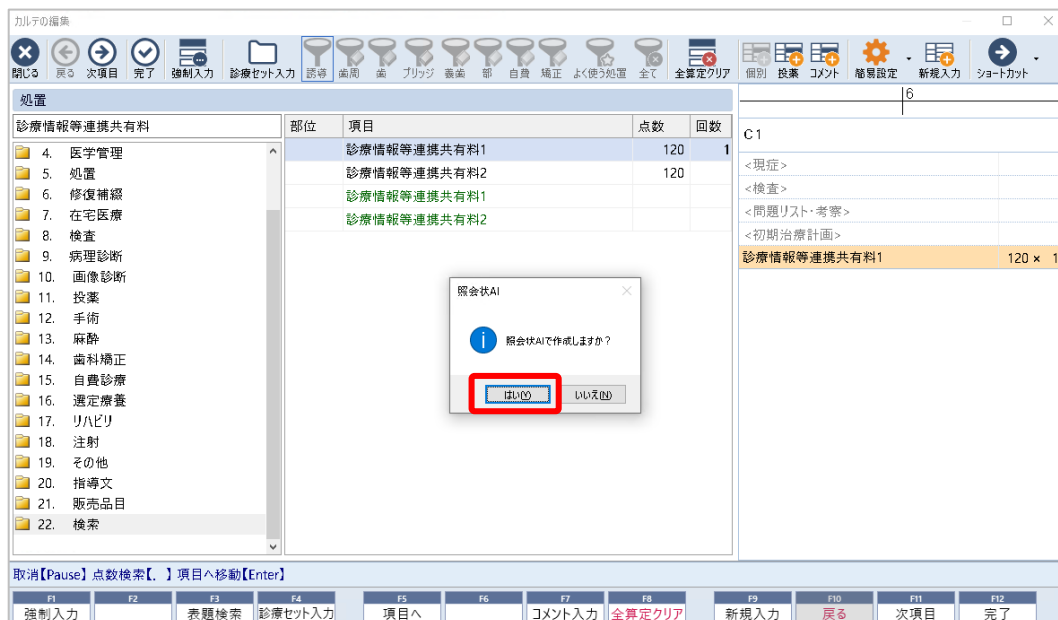 カルテの編集
閉じる 戻る 次項目 完了 強制入力 診療セット入力 誘導 歯周 歯 ブリッジ 義歯 部 自費 矯正 よく使う処置 全て 全算定クリア 個別 投薬 コメント 簡易設定 新規入力 ショートカット
処置
診療情報等連携共有料
4. 医学管理
5. 処置
6. 修復補綴
7. 在宅医療
8. 検査
9. 病理診断
10. 画像診断
11. 投薬
12. 手術
13. 麻酔
14. 歯科矯正
15. 自費診療
16. 選定療養
17. リハビリ
18. 注射
19. その他
20. 指導文
21. 販売品目
22. 検索
部位 項目 点数 回数
診療情報等連携共有料1 120 1
診療情報等連携共有料2 120
診療情報等連携共有料1
診療情報等連携共有料2
照会状AI
照会状AIで作成しますか?
はい(Y) いいえ(N)
6
C1
<現症>
<検査>
<問題リスト・考察>
<初期治療計画>
診療情報等連携共有料1 120 × 1
取消【Pause】 点数検索【. 】 項目へ移動【Enter】
F1 F2 F3 F4 F5 F6 F7 F8 F9 F10 F11 F12
強制入力 表題検索 診療セット入力 項目へ コメント入力 全算定クリア 新規入力 戻る 次項目 完了